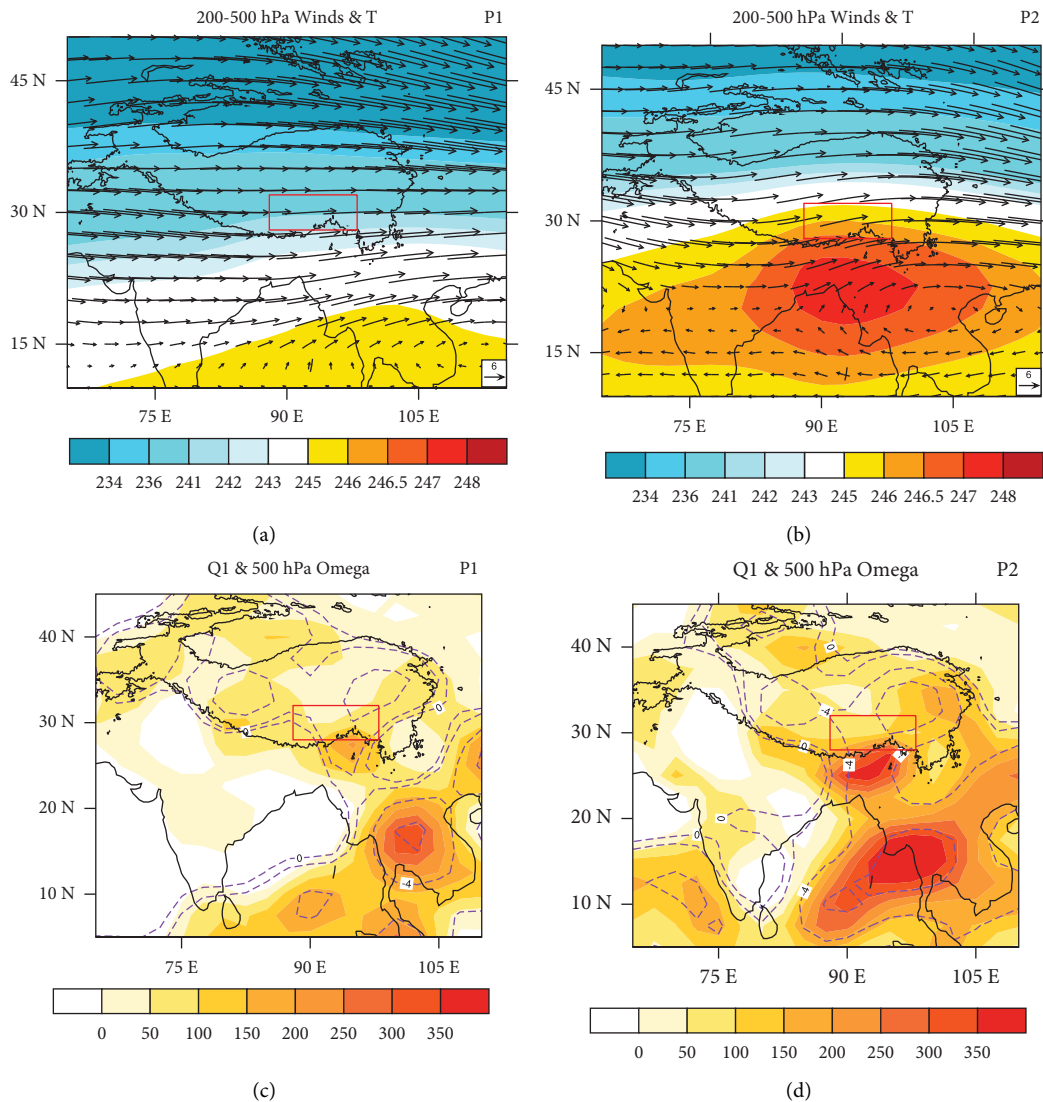 200-500 hPa Winds & T P1
45 N
30 N
15 N
6
75 E 90 E 105 E
234 236 241 242 243 245 246 246.5 247 248
(a)
200-500 hPa Winds & T P2
45 N
30 N
15 N
6
75 E 90 E 105 E
234 236 241 242 243 245 246 246.5 247 248
(b)
Q1 & 500 hPa Omega P1
40 N
30 N
20 N
10 N
0
0
0
-4
75 E 90 E 105 E
0 50 100 150 200 250 300 350
(c)
Q1 & 500 hPa Omega P2
40 N
30 N
20 N
10 N
0
-4
0
-4
0
0
-4
75 E 90 E 105 E
0 50 100 150 200 250 300 350
(d)